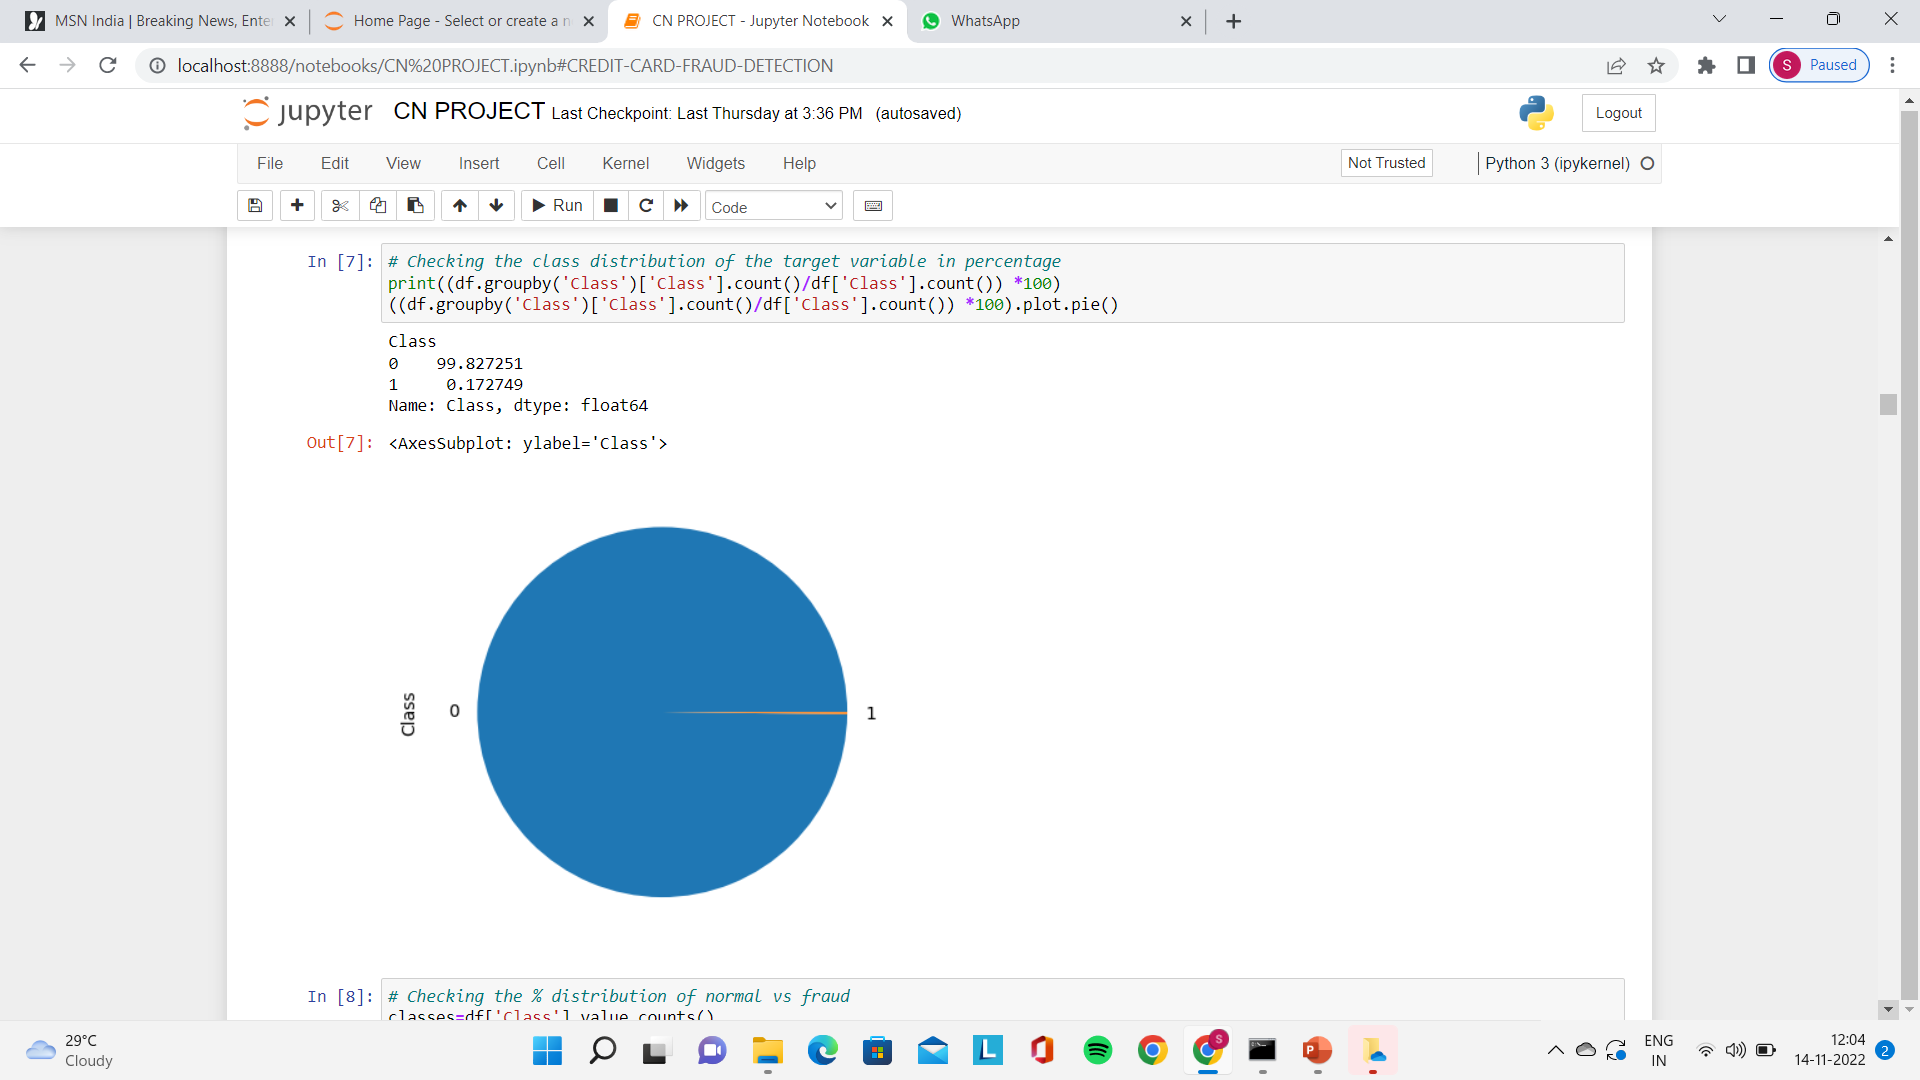 MSN India | Breaking News, Enter
Home Page - Select or create a n
CN PROJECT - Jupyter Notebook
WhatsApp
localhost:8888/notebooks/CN%20PROJECT.ipynb#CREDIT-CARD-FRAUD-DETECTION
S
Paused
jupyter CN PROJECT Last Checkpoint: Last Thursday at 3:36 PM (autosaved)
Logout
File Edit View Insert Cell Kernel Widgets Help
Not Trusted
Python 3 (ipykernel)
Run
Code
In [7]: # Checking the class distribution of the target variable in percentage
print((df.groupby('Class')['Class'].count()/df['Class'].count()) *100)
((df.groupby('Class')['Class'].count()/df['Class'].count()) *100).plot.pie()
Class
0 99.827251
1 0.172749
Name: Class, dtype: float64
Out[7]: <AxesSubplot: ylabel='Class'>
Class
0
1
In [8]: # Checking the % distribution of normal vs fraud
classes=df['Class'].value_counts()
29°C
Cloudy
L
S
P
ENG
IN
12:04
14-11-2022
2